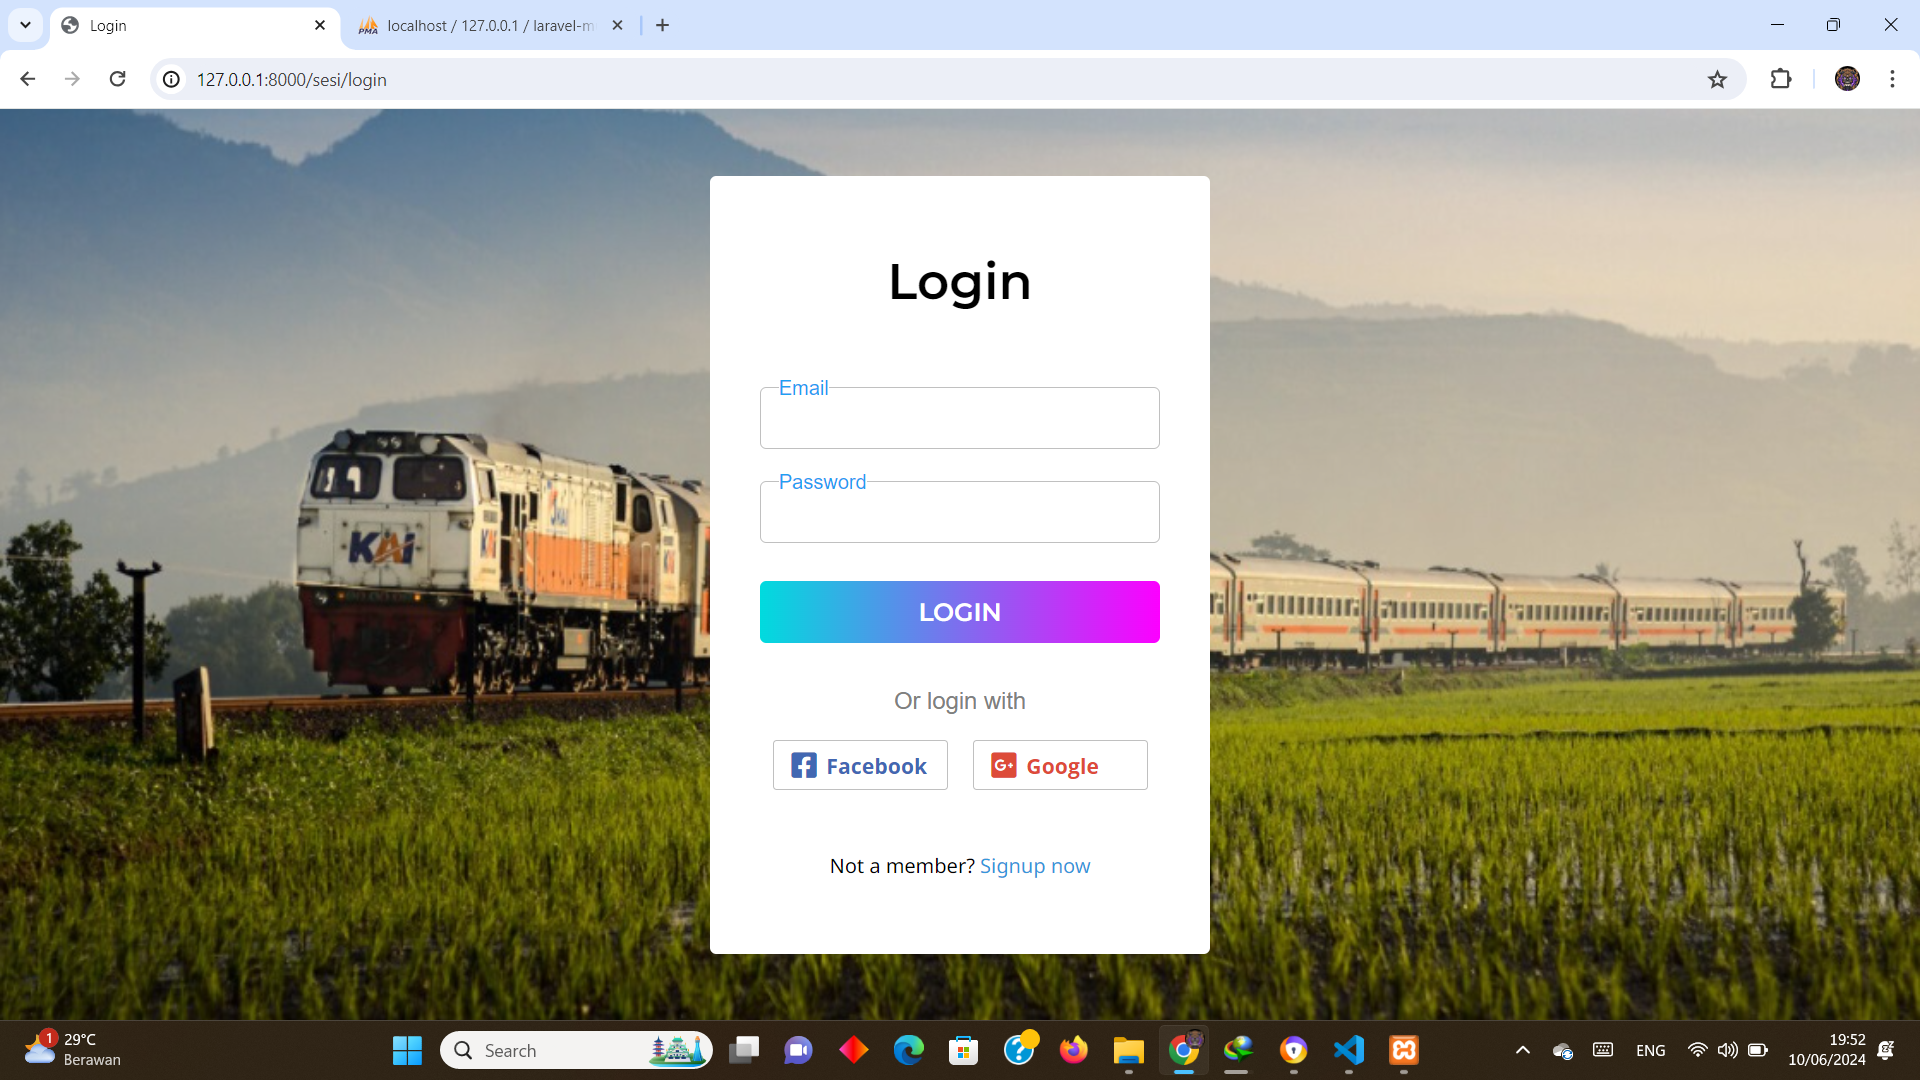 Login
localhost / 127.0.0.1 / laravel-m
127.0.0.1:8000/sesi/login
Login
Email
Password
LOGIN
Or login with
Facebook
Google
Not a member? Signup now
KAI
29°C
Berawan
1
Search
ENG
19:52
10/06/2024